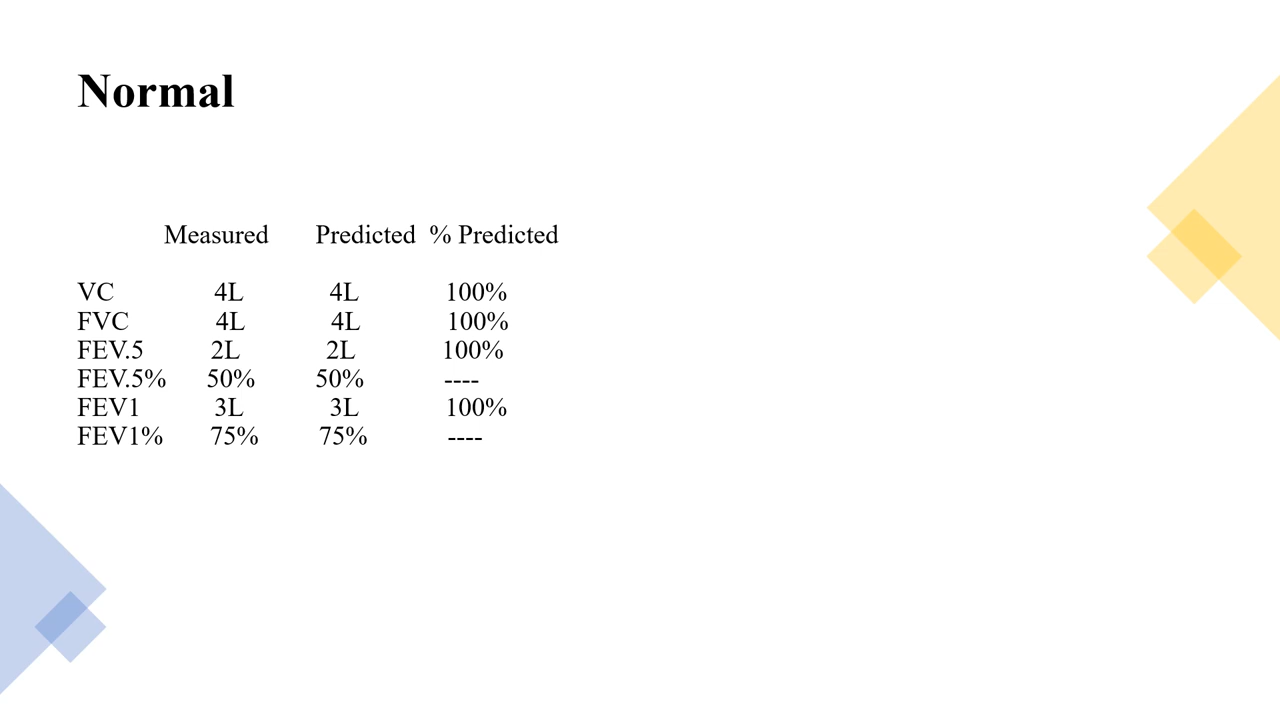 Normal
Measured Predicted % Predicted
VC 4L 4L 100%
FVC 4L 4L 100%
FEV.5 2L 2L 100%
FEV.5% 50% 50% ----
FEV1 3L 3L 100%
FEV1% 75% 75% ----